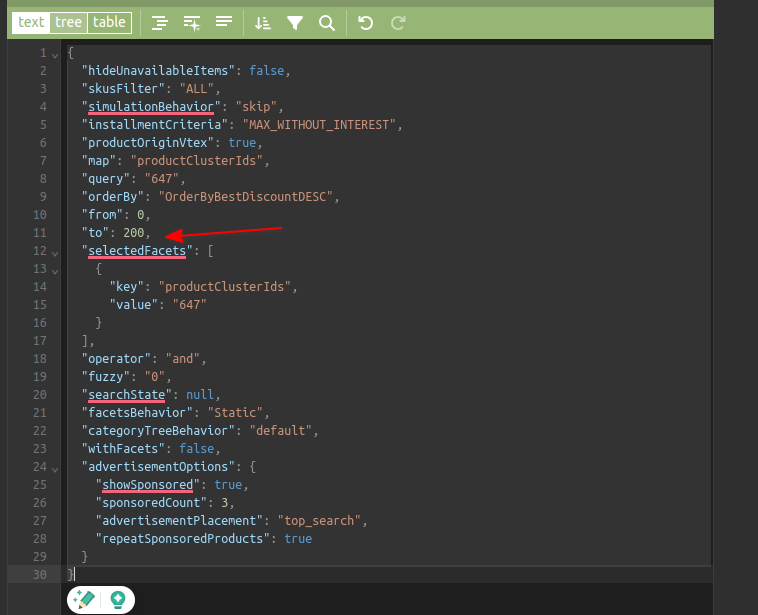 text tree table
1 {
2 "hideUnavailableItems": false,
3 "skusFilter": "ALL",
4 "simulationBehavior": "skip",
5 "installmentCriteria": "MAX_WITHOUT_INTEREST",
6 "productOriginVtex": true,
7 "map": "productClusterIds",
8 "query": "647",
9 "orderBy": "OrderByBestDiscountDESC",
10 "from": 0,
11 "to": 200,
12 "selectedFacets": [
13 {
14 "key": "productClusterIds",
15 "value": "647"
16 }
17 ],
18 "operator": "and",
19 "fuzzy": "0",
20 "searchState": null,
21 "facetsBehavior": "Static",
22 "categoryTreeBehavior": "default",
23 "withFacets": false,
24 "advertisementOptions": {
25 "showSponsored": true,
26 "sponsoredCount": 3,
27 "advertisementPlacement": "top_search",
28 "repeatSponsoredProducts": true
29 }
30 }